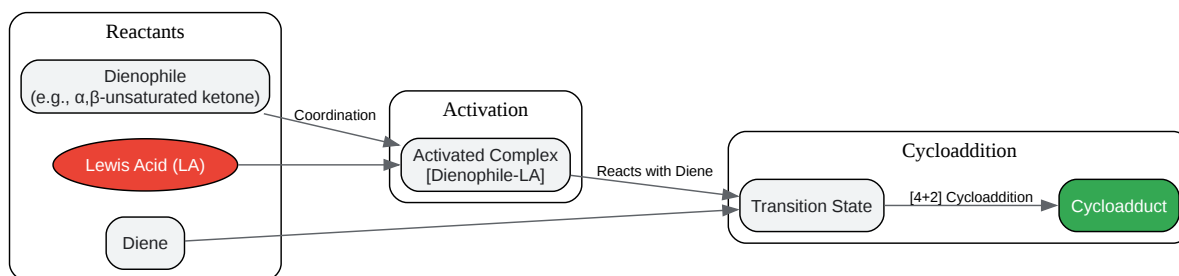 Reactants
Dienophile
(e.g., α,β-unsaturated ketone)
Lewis Acid (LA)
Diene
Coordination
Activation
Activated Complex
[Dienophile-LA]
Reacts with Diene
Cycloaddition
Transition State
[4+2] Cycloaddition
Cycloadduct